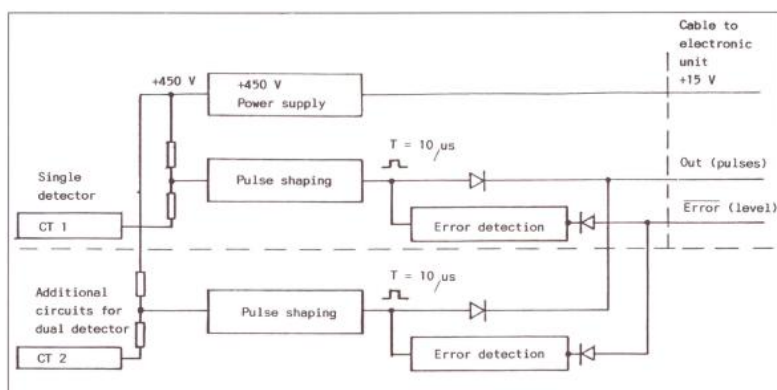 Cable to
electronic
unit
+15 V
+450 V
+450 V
Power supply
T = 10/us
Single
detector
Pulse shaping
Out (pulses)
Error (level)
CT 1
Error detection
T = 10/us
Additional
circuits for
dual detector
Pulse shaping
CT 2
Error detection